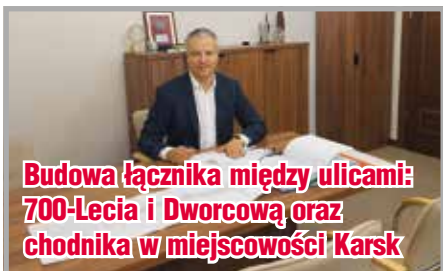 Budowa łącznika między ulicami:
700-Lecia i Dworcową oraz
chodnika w miejscowości Karsk